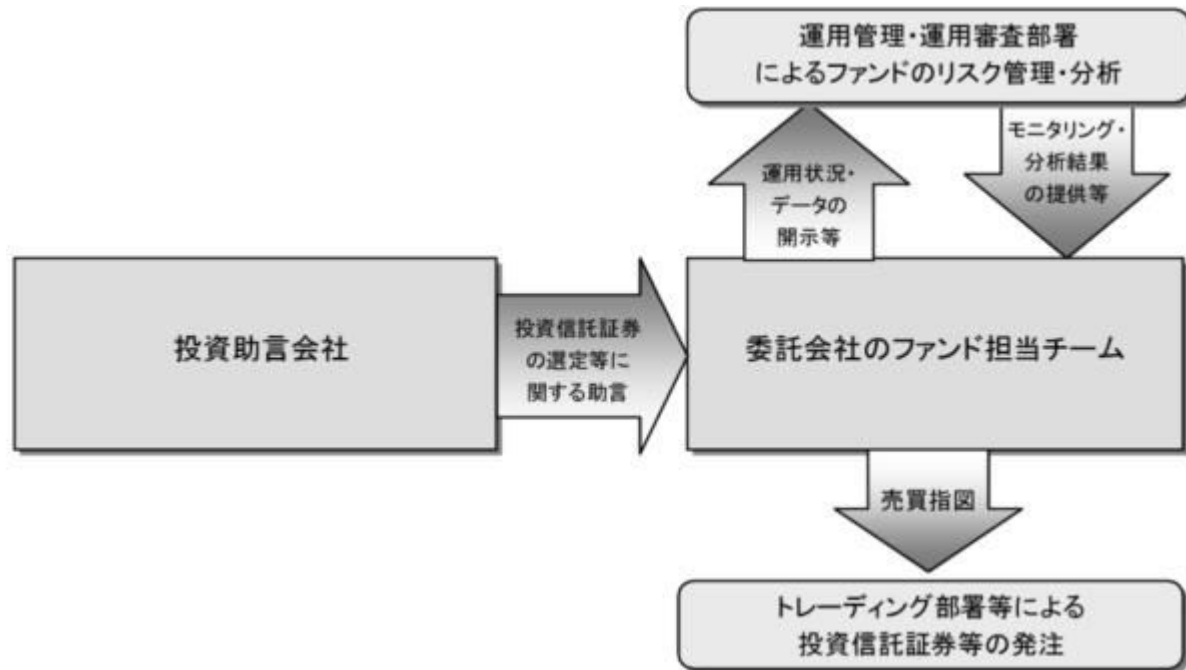 運用管理・運用審査部署
によるファンドのリスク管理・分析
運用状況・
データの
開示等
モニタリング・
分析結果
の提供等
投資助言会社
投資信託証券
の選定等に
関する助言
委託会社のファンド担当チーム
売買指図
トレーディング部署等による
投資信託証券等の発注